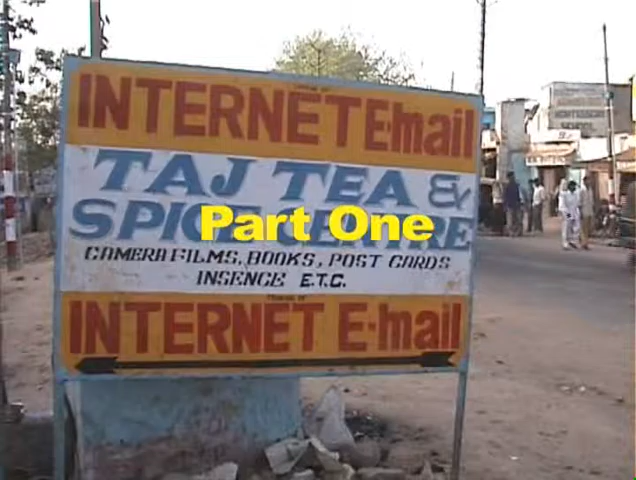 INTERNET E-mail
TAJ TEA &
SPICE CENTRE
Part One
CAMERA FILMS, BOOKS, POST CARDS
INSENCE E.T.C.
INTERNET E-mail